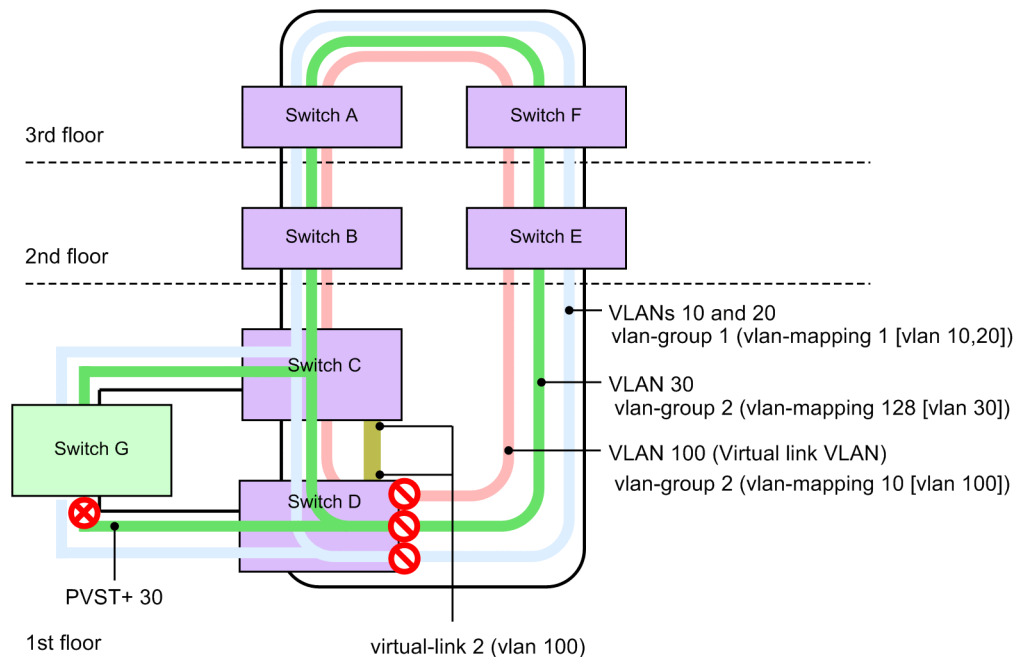 Switch A
Switch F
3rd floor
Switch B
Switch E
2nd floor
VLANs 10 and 20
vlan-group 1 (vlan-mapping 1 [vlan 10,20])
Switch C
VLAN 30
vlan-group 2 (vlan-mapping 128 [vlan 30])
Switch G
VLAN 100 (Virtual link VLAN)
vlan-group 2 (vlan-mapping 10 [vlan 100])
Switch D
PVST+ 30
1st floor
virtual-link 2 (vlan 100)